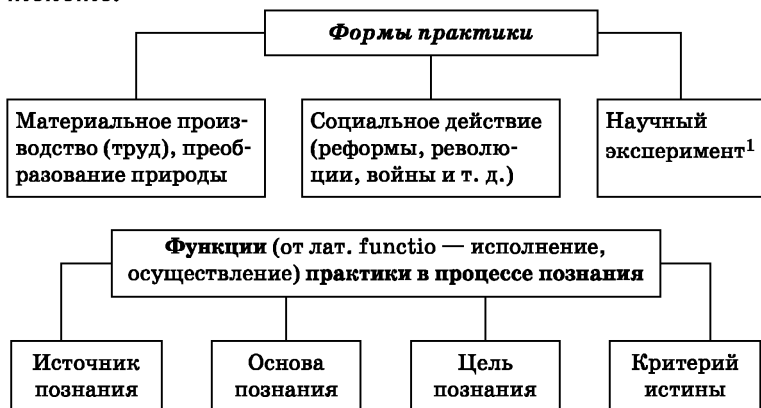 Формы практики
Материальное произ-
водство (труд), преоб-
разование природы
Социальное действие
(реформы, револю-
ции, войны и т. д.)
Научный
эксперимент1
Функции (от лат. functio — исполнение,
осуществление) практики в процессе познания
Источник
познания
Основа
познания
Цель
познания
Критерий
истины